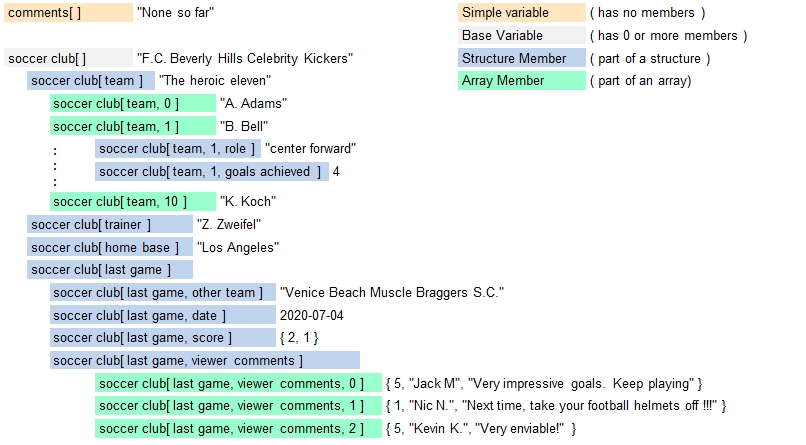 comments[ ] "None so far" Simple variable ( has no members )
Base Variable ( has 0 or more members )
soccer club[ ] "F.C. Beverly Hills Celebrity Kickers" Structure Member ( part of a structure )
soccer club[ team ] "The heroic eleven" Array Member ( part of an array)
soccer club[ team, 0 ] "A. Adams"
soccer club[ team, 1 ] "B. Bell"
soccer club[ team, 1, role ] "center forward"
soccer club[ team, 1, goals achieved ] 4
soccer club[ team, 10 ] "K. Koch"
soccer club[ trainer ] "Z. Zweifel"
soccer club[ home base ] "Los Angeles"
soccer club[ last game ]
soccer club[ last game, other team ] "Venice Beach Muscle Braggers S.C."
soccer club[ last game, date ] 2020-07-04
soccer club[ last game, score ] { 2, 1 }
soccer club[ last game, viewer comments ]
soccer club[ last game, viewer comments, 0 ] { 5, "Jack M", "Very impressive goals. Keep playing" }
soccer club[ last game, viewer comments, 1 ] { 1, "Nic N.", "Next time, take your football helmets off !!!" }
soccer club[ last game, viewer comments, 2 ] { 5, "Kevin K.", "Very enviable!" }